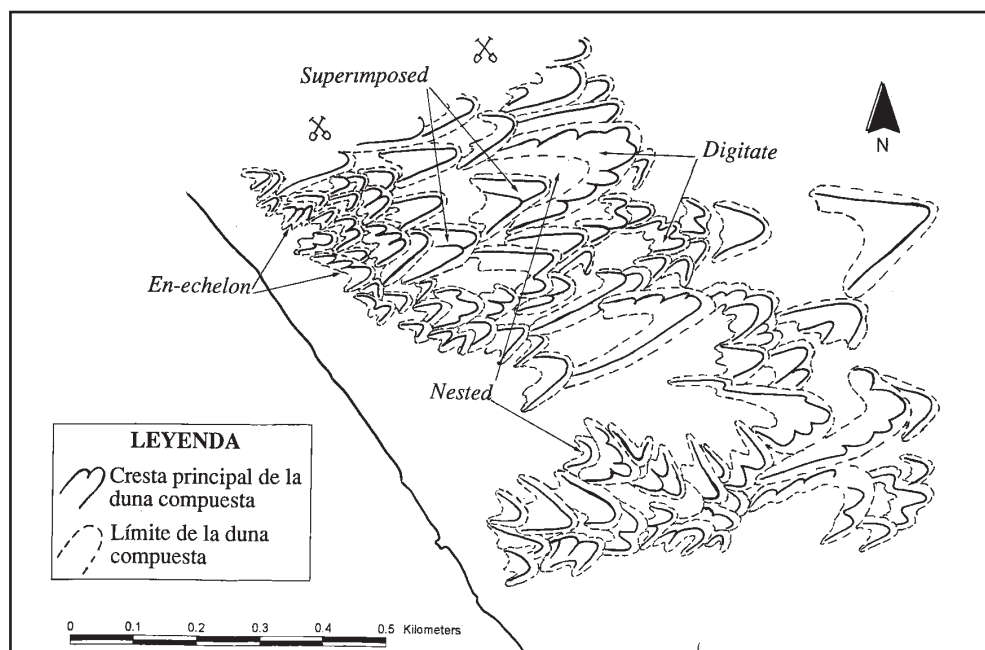 Superimposed
Digitate
N
En-echelon
Nested
LEYENDA
Cresta principal de la
duna compuesta
Límite de la duna
compuesta
0 0.1 0.2 0.3 0.4 0.5 Kilometers